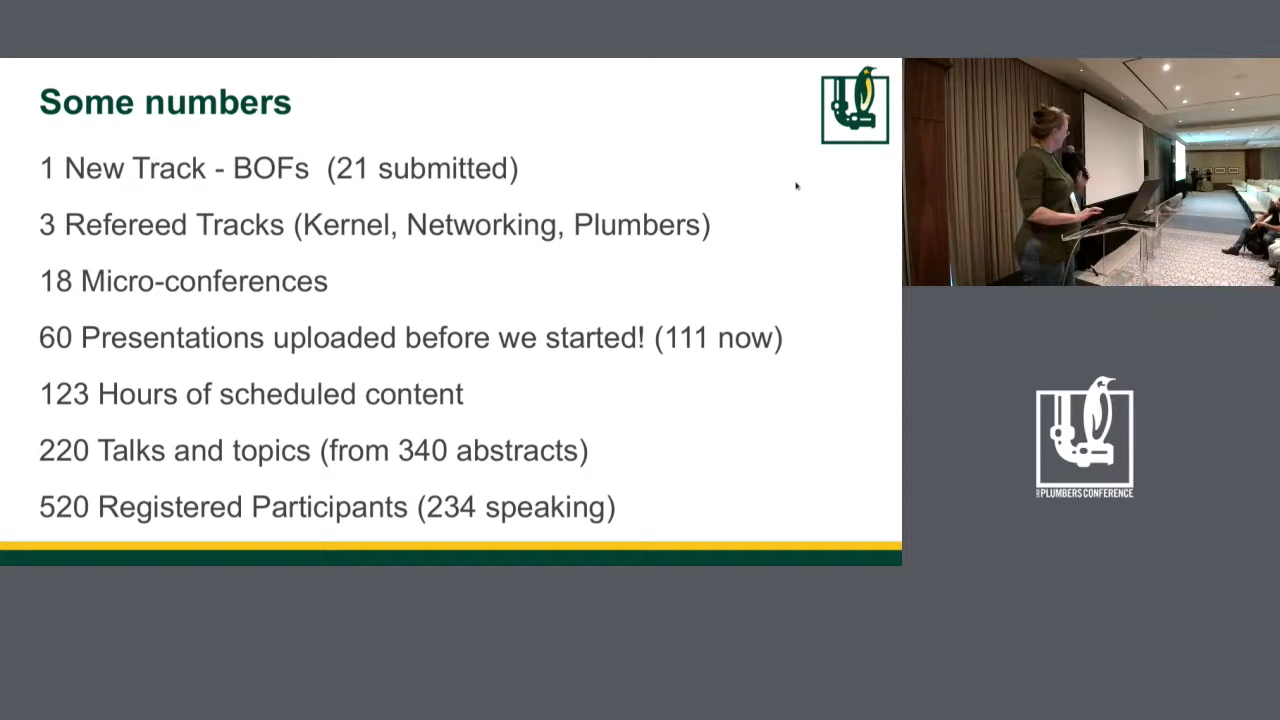 Some numbers
1 New Track - BOFs (21 submitted)
3 Refereed Tracks (Kernel, Networking, Plumbers)
18 Micro-conferences
60 Presentations uploaded before we started! (111 now)
123 Hours of scheduled content
220 Talks and topics (from 340 abstracts)
520 Registered Participants (234 speaking)
PLUMBERS CONFERENCE